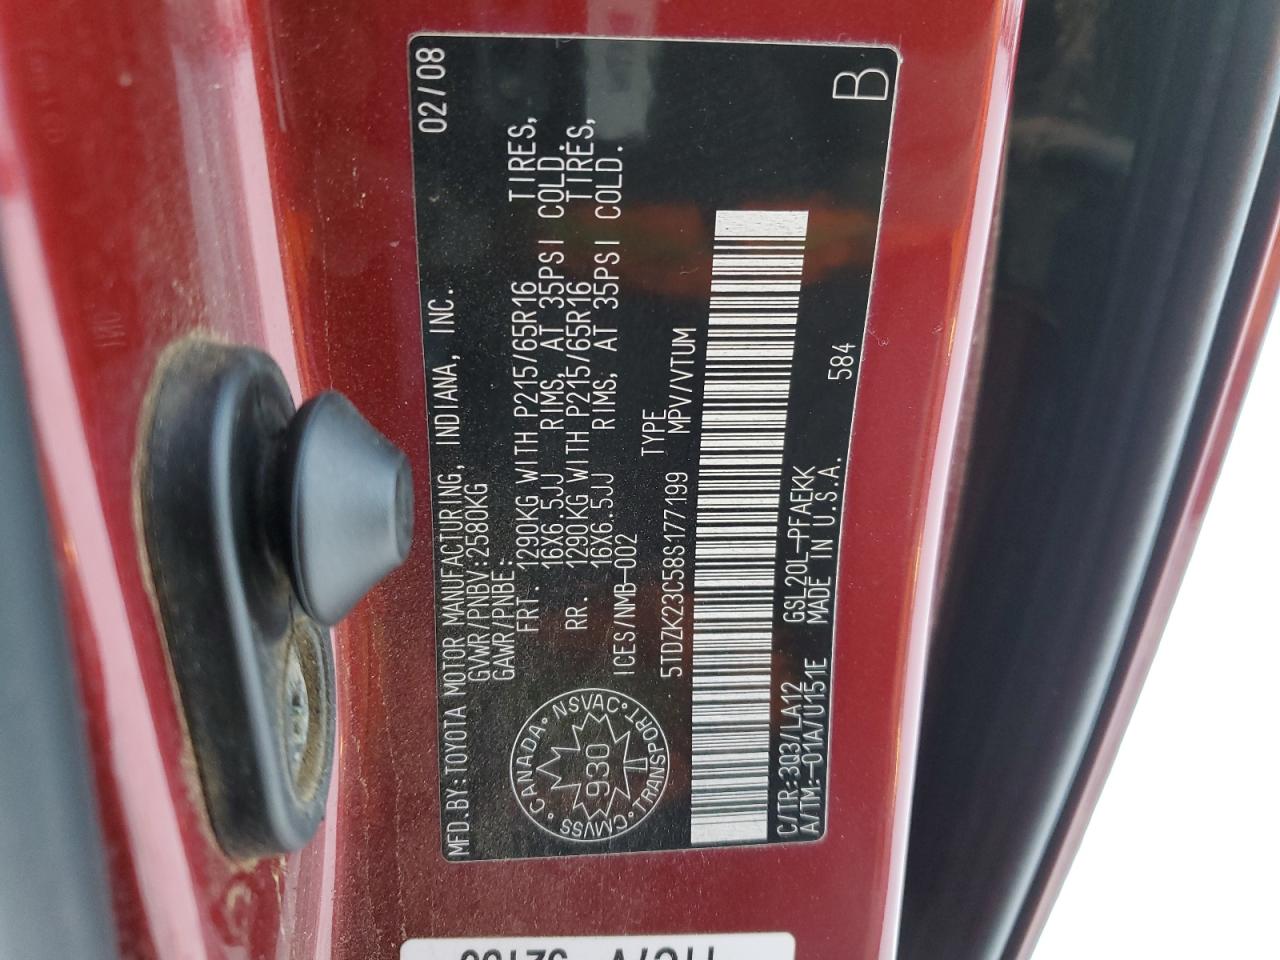 MFD.BY:TOYOTA MOTOR MANUFACTURING, INDIANA, INC. 02/08
GVWR/PNBV:2580KG
GAWR/PNBE:
FRT. 1290KG WITH P215/65R16 TIRES,
16X6.5JJ RIMS, AT 35PSI COLD.
RR. 1290KG WITH P215/65R16 TIRES,
16X6.5JJ RIMS, AT 35PSI COLD.
ICES/NMB-002
CANADA • NSVAC • TRANSPORT • CMVSS •
930
T
5TDZK23C58S177199 TYPE MPV/VTUM
C/TR:3Q3/LA12 GSL20L-PFAEKK 584
A/TM:-01A/U151E MADE IN U.S.A.
B